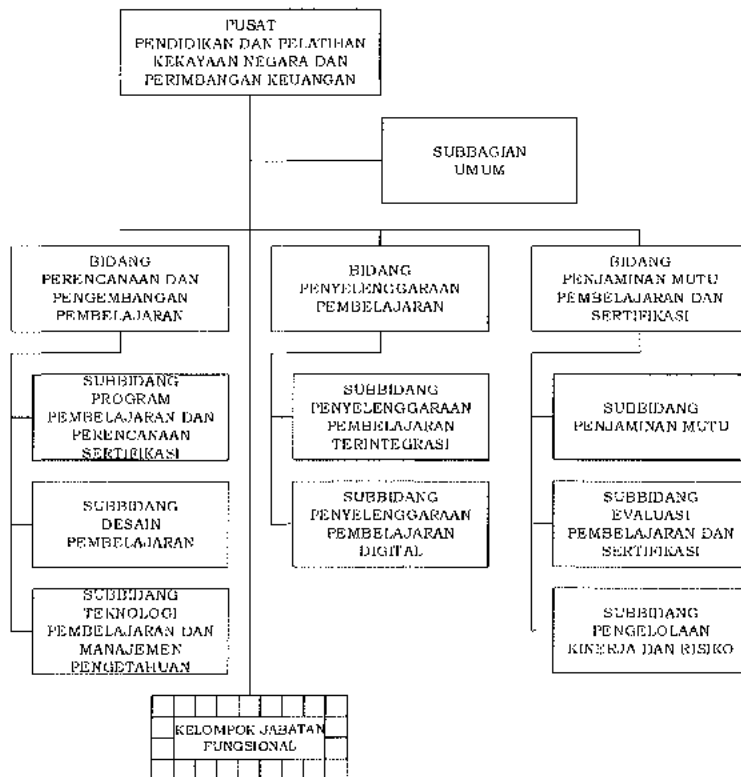 PUSAT
PENDIDIKAN DAN PELATIHAN
KEKAYAAN NEGARA DAN
PERIMBANGAN KEUANGAN
SUBBAGIAN
UMUM
BIDANG
PERENCANAAN DAN
PENGEMBANGAN
PEMBELAJARAN
BIDANG
PENYELENGGARAAN
PEMBELAJARAN
BIDANG
PENJAMINAN MUTU
PEMBELAJARAN DAN
SERTIFIKASI
SUBBIDANG
PROGRAM
PEMBELAJARAN DAN
PERENCANAAN
SERTIFIKASI
SUBBIDANG
PENYELENGGARAAN
PEMBELAJARAN
TERINTEGRASI
SUBBIDANG
PENJAMINAN MUTU
SUBBIDANG
DESAIN
PEMBELAJARAN
SUBBIDANG
PENYELENGGARAAN
PEMBELAJARAN
DIGITAL
SUBBIDANG
EVALUASI
PEMBELAJARAN DAN
SERTIFIKASI
SUBBIDANG
TEKNOLOGI
PEMBELAJARAN DAN
MANAJEMEN
PENGETAHUAN
SUBBIDANG
PENGELOLAAN
KINERJA DAN RISIKO
KELOMPOK JABATAN
FUNGSIONAL